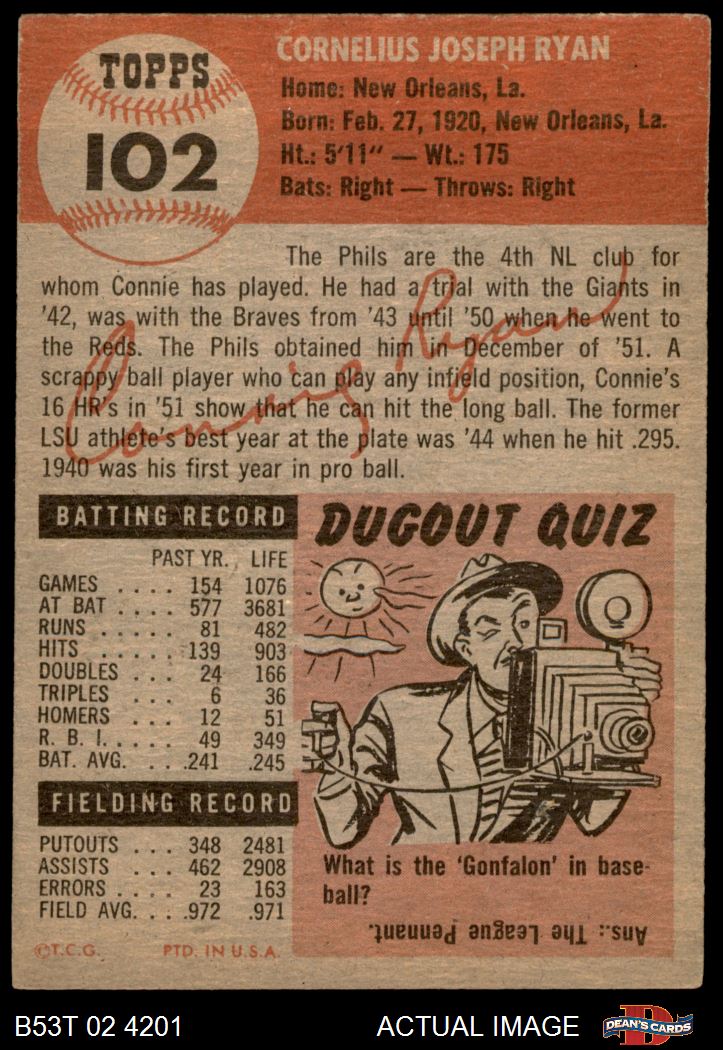 TOPPS
102
CORNELIUS JOSEPH RYAN
Home: New Orleans, La.
Born: Feb. 27, 1920, New Orleans, La.
Ht.: 5'11" — Wt.: 175
Bats: Right — Throws: Right
The Phils are the 4th NL club for
whom Connie has played. He had a trial with the Giants in
'42, was with the Braves from '43 until '50 when he went to
the Reds. The Phils obtained him in December of '51. A
scrappy ball player who can play any infield position, Connie's
16 HR's in '51 show that he can hit the long ball. The former
LSU athlete's best year at the plate was '44 when he hit .295.
1940 was his first year in pro ball.
Connie Ryan
BATTING RECORD
PAST YR. LIFE
GAMES .... 154 1076
AT BAT .... 577 3681
RUNS ..... 81 482
HITS ..... 139 903
DOUBLES ... 24 166
TRIPLES ... 6 36
HOMERS ... 12 51
R. B. I. .... 49 349
BAT. AVG. ... .241 .245
FIELDING RECORD
PUTOUTS ... 348 2481
ASSISTS ... 462 2908
ERRORS .... 23 163
FIELD AVG. ... .972 .971
©T.C.G. PTD. IN U.S.A.
DUGOUT QUIZ
What is the 'Gonfalon' in base-
ball?
Ans.: The League Pennant.
B53T 02 4201 ACTUAL IMAGE
D
DEAN'S CARDS